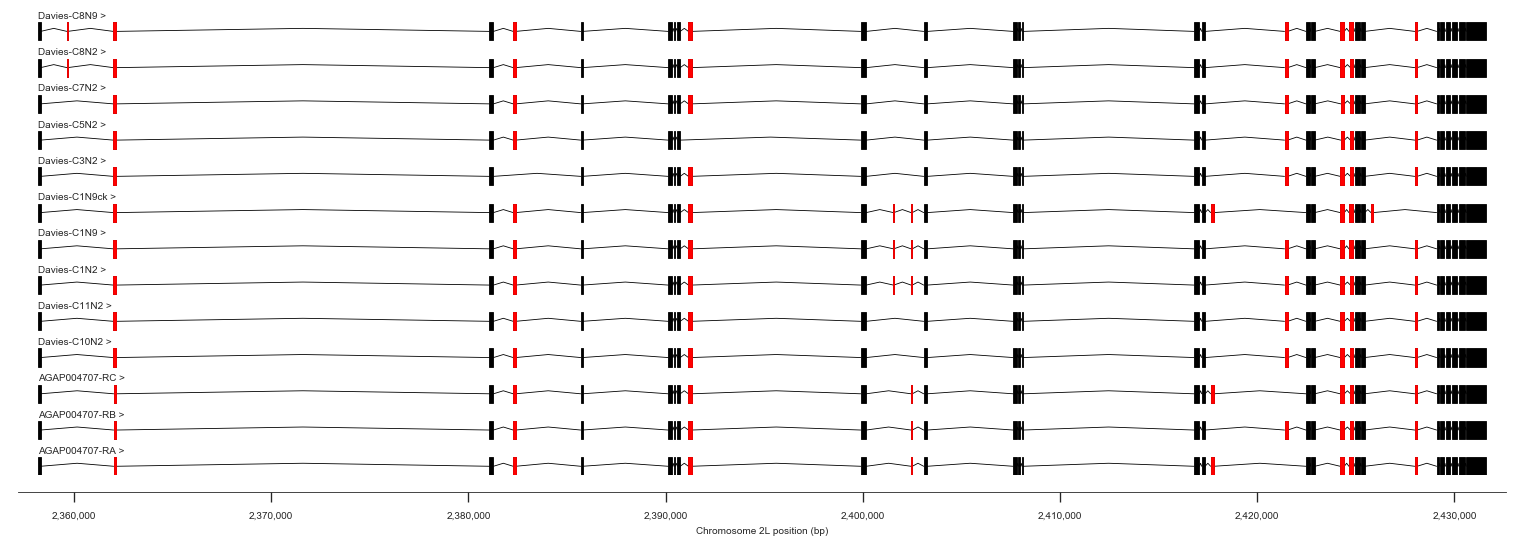 Davies-C8N9 >
Davies-C8N2 >
Davies-C7N2 >
Davies-C5N2 >
Davies-C3N2 >
Davies-C1N9ck >
Davies-C1N9 >
Davies-C1N2 >
Davies-C11N2 >
Davies-C10N2 >
AGAP004707-RC >
AGAP004707-RB >
AGAP004707-RA >
2,360,000 2,370,000 2,380,000 2,390,000 2,400,000 2,410,000 2,420,000 2,430,000
Chromosome 2L position (bp)